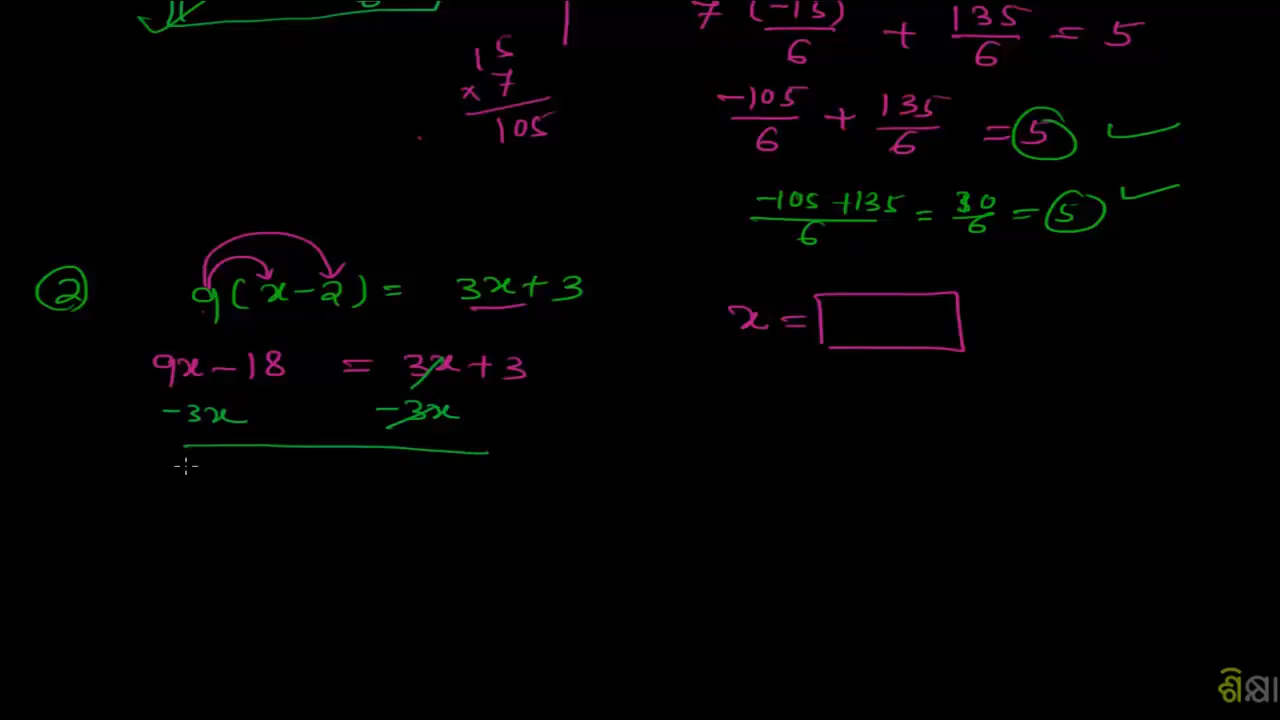 7 (-15)/6 + 135/6 = 5
15
× 7
105
-105/6 + 135/6 = 5
(-105 + 135)/6 = 30/6 = 5
② 9(x-2) = 3x+3
x =
9x - 18 = 3x + 3
-3x -3x
ଶିକ୍ଷା